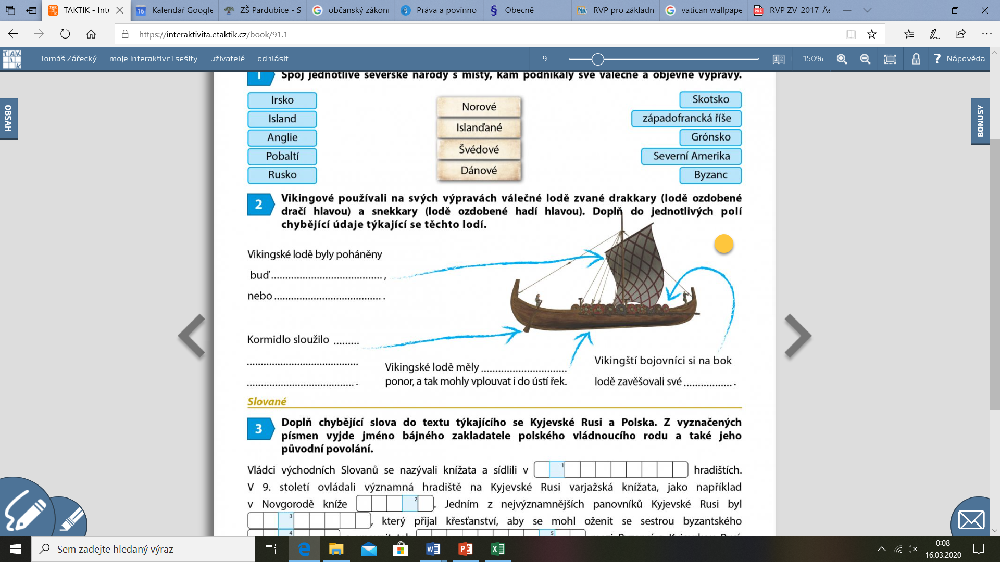 TAKTIK - Inte
Kalendář Google
ZŠ Pardubice - S
občanský zákoní
Práva a povinno
Obecně
RVP pro základn
vatican wallpape
RVP ZV_2017_Äe
https://interaktivita.etaktik.cz/book/91.1
TAKTIK
Tomáš Zářecký
moje interaktivní sešity
uživatelé
odhlásit
9
150%
? Nápověda
OBSAH
BONUSY
1 Spoj jednotlivé severské národy s místy, kam podnikaly své válečné a objevné výpravy.
Irsko
Island
Anglie
Pobaltí
Rusko
Norové
Islanďané
Švédové
Dánové
Skotsko
západofrancká říše
Grónsko
Severní Amerika
Byzanc
2 Vikingové používali na svých výpravách válečné lodě zvané drakkary (lodě ozdobené
dračí hlavou) a snekkary (lodě ozdobené hadí hlavou). Doplň do jednotlivých polí
chybějící údaje týkající se těchto lodí.
Vikingské lodě byly poháněny
buď ................................. ,
nebo ................................ .
Kormidlo sloužilo .........
.................................
................................ .
Vikingské lodě měly .........................
ponor, a tak mohly vplouvat i do ústí řek.
Vikingští bojovníci si na bok
lodě zavěšovali své .............. .
Slované
3 Doplň chybějící slova do textu týkajícího se Kyjevské Rusi a Polska. Z vyznačených
písmen vyjde jméno bájného zakladatele polského vládnoucího rodu a také jeho
původní povolání.
Vládci východních Slovanů se nazývali knížata a sídlili v 1 hradištích.
V 9. století ovládali významná hradiště na Kyjevské Rusi varjažská knížata, jako například
v Novgorodě kníže 2 . Jedním z nejvýznamnějších panovníků Kyjevské Rusi byl
3 , který přijal křesťanství, aby se mohl oženit se sestrou byzantského
4 5
Sem zadejte hledaný výraz
0:08
16.03.2020